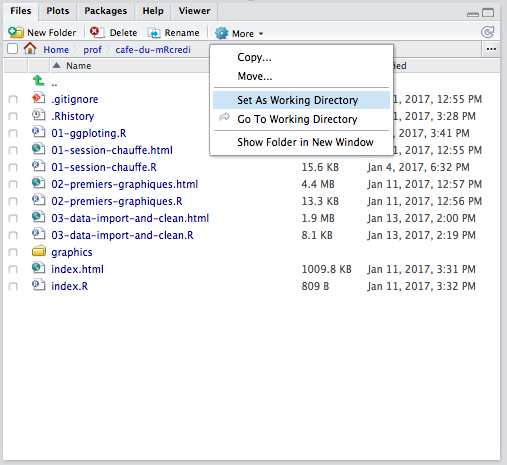 Files Plots Packages Help Viewer
New Folder Delete Rename More
Home prof cafe-du-mRcredi ...
Name ied
Copy...
Move...
Set As Working Directory
Go To Working Directory
Show Folder in New Window
..
.gitignore 1, 2017, 12:55 PM
.Rhistory 1, 2017, 3:28 PM
01-ggploting.R , 2017, 3:41 PM
01-session-chauffe.html 1, 2017, 12:55 PM
01-session-chauffe.R 15.6 KB Jan 4, 2017, 6:32 PM
02-premiers-graphiques.html 4.4 MB Jan 11, 2017, 12:57 PM
02-premiers-graphiques.R 13.3 KB Jan 11, 2017, 12:56 PM
03-data-import-and-clean.html 1.9 MB Jan 13, 2017, 2:00 PM
03-data-import-and-clean.R 8.1 KB Jan 13, 2017, 2:19 PM
graphics
index.html 1009.8 KB Jan 11, 2017, 3:31 PM
index.R 809 B Jan 11, 2017, 3:32 PM